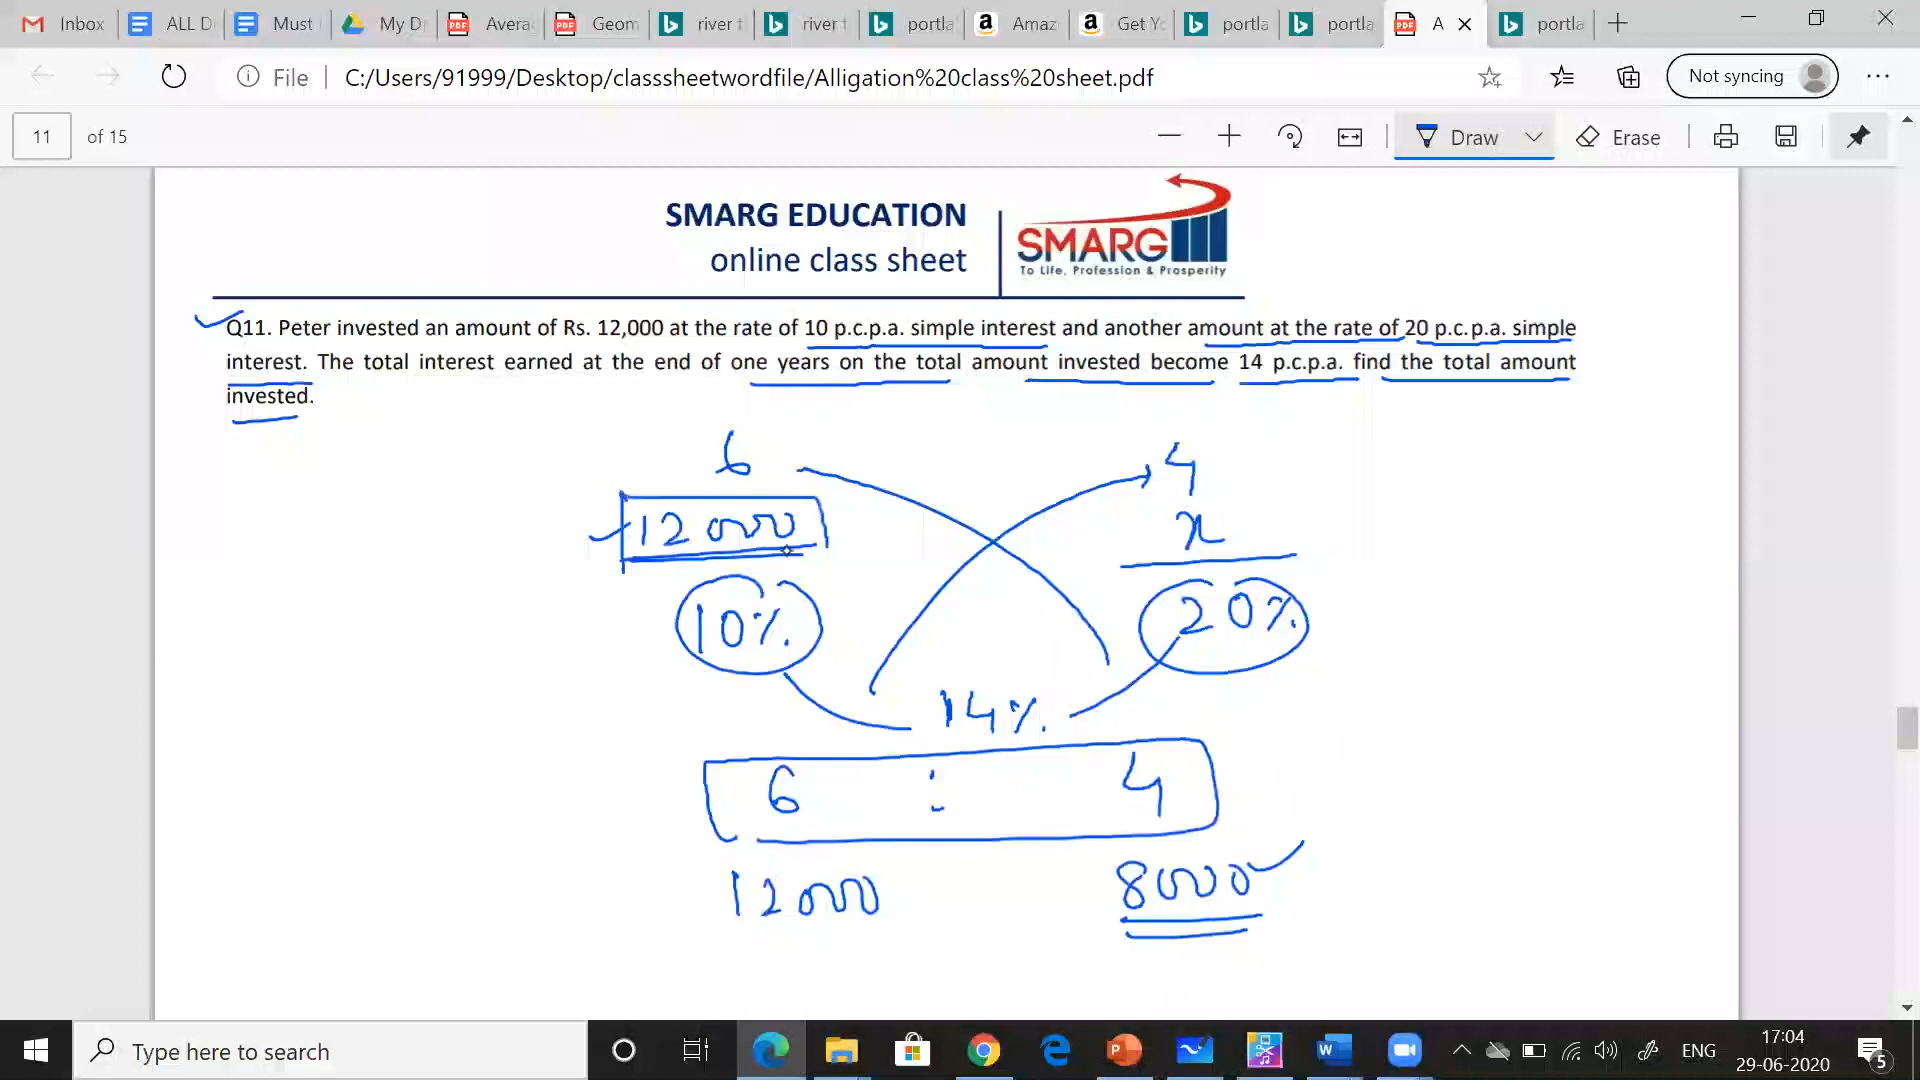 Inbox ALL D Must My Dr Avera Geom river t river t portla Amaz Get Yo portla portla A portla
File C:/Users/91999/Desktop/classsheetwordfile/Alligation%20class%20sheet.pdf Not syncing
11 of 15 Draw Erase
SMARG EDUCATION
online class sheet
SMARG
To Life, Profession & Prosperity
Q11. Peter invested an amount of Rs. 12,000 at the rate of 10 p.c.p.a. simple interest and another amount at the rate of 20 p.c.p.a. simple
interest. The total interest earned at the end of one years on the total amount invested become 14 p.c.p.a. find the total amount
invested.
6 4
12000 x
10% 20%
14%
6 : 4
12000 8000
Type here to search
ENG
17:04
29-06-2020
5